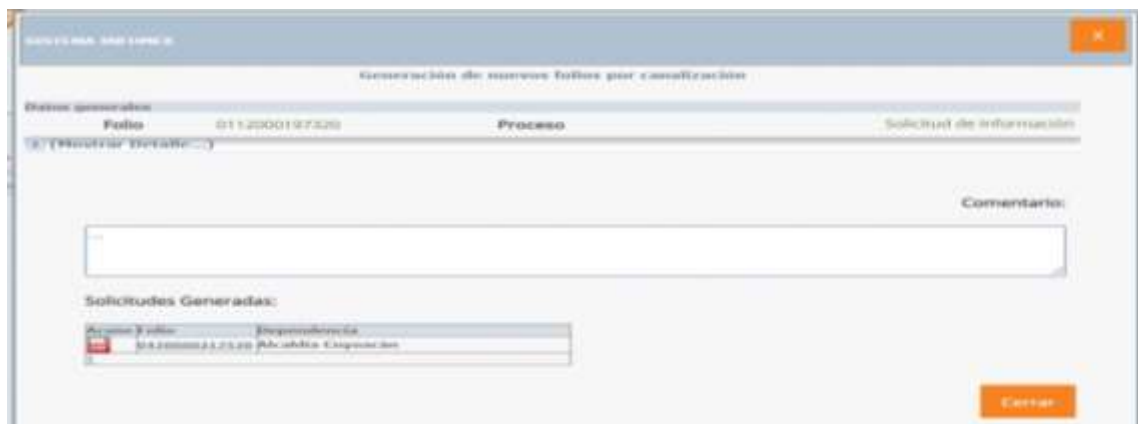 SISTEMA INFOMEX
Generación de nuevos folios por canalización
Datos generales
Folio 0112000197320 Proceso Solicitud de Información
(Mostrar Detalle...)
Comentario:
...
Solicitudes Generadas:
Folio Dependencia
Alcaldía Coyoacán
Cerrar